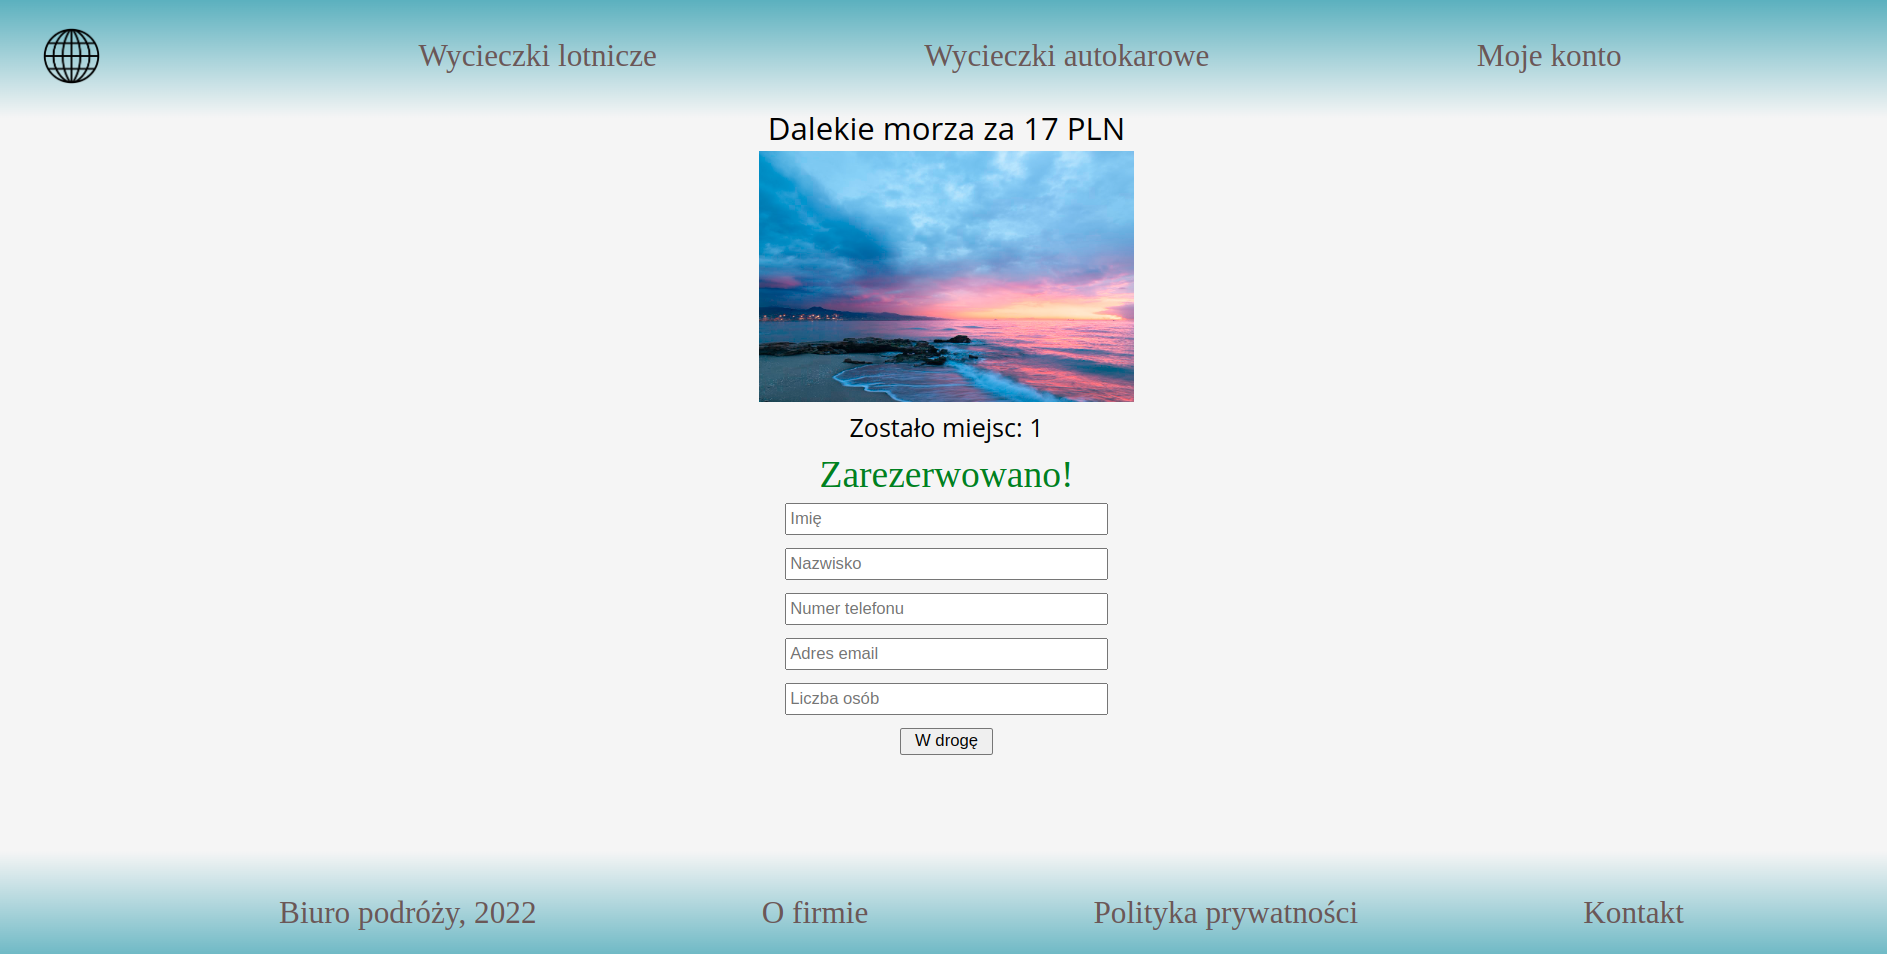 Wycieczki lotnicze
Wycieczki autokarowe
Moje konto
Dalekie morza za 17 PLN
Zostało miejsc: 1
Zarezerwowano!
Imię
Nazwisko
Numer telefonu
Adres email
Liczba osób
W drogę
Biuro podróży, 2022
O firmie
Polityka prywatności
Kontakt